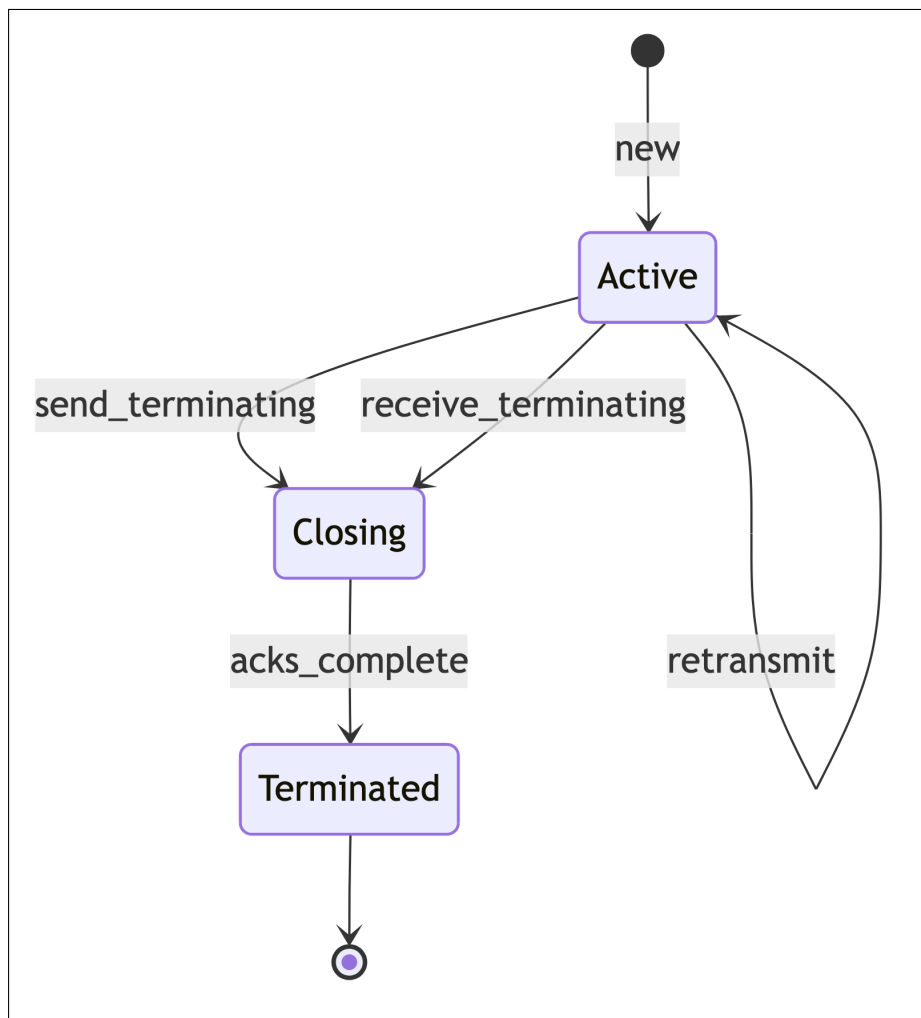 new
Active
send_terminating
receive_terminating
Closing
acks_complete
retransmit
Terminated